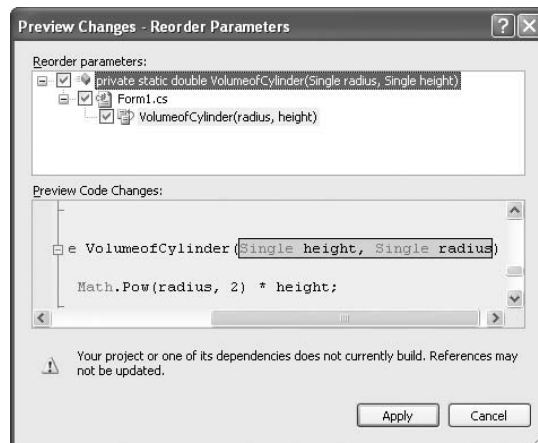 Preview Changes - Reorder Parameters
Reorder parameters:
private static double VolumeofCylinder(Single radius, Single height)
Form1.cs
VolumeofCylinder(radius, height)
Preview Code Changes:
e VolumeofCylinder(Single height, Single radius)
Math.Pow(radius, 2) * height;
Your project or one of its dependencies does not currently build. References may
not be updated.
Apply Cancel